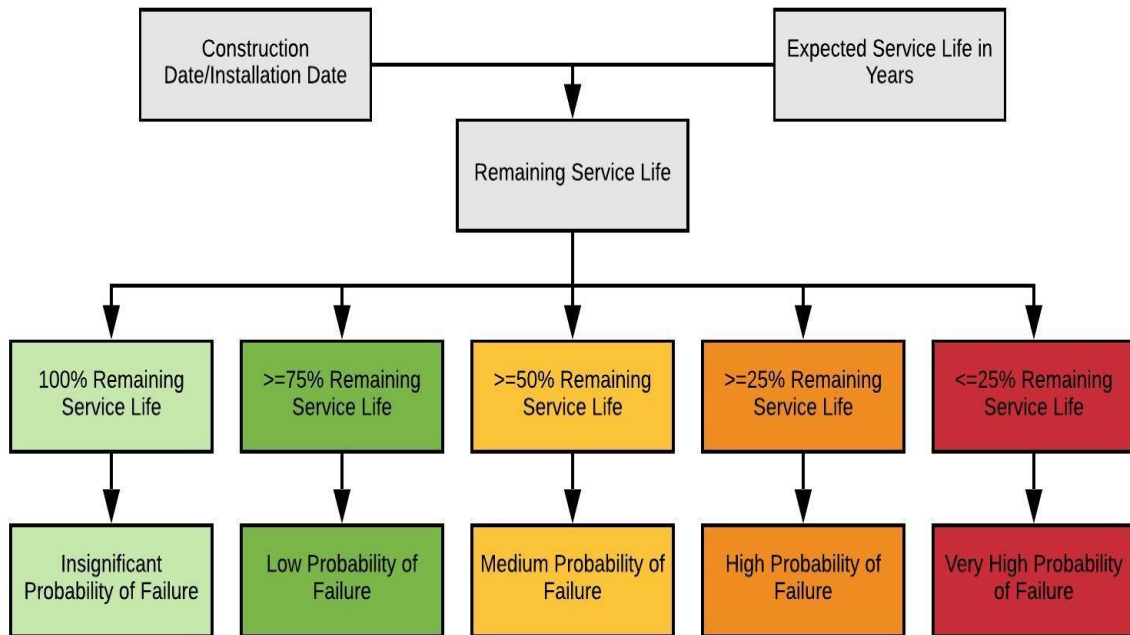 Construction
Date/Installation Date
Expected Service Life in
Years
Remaining Service Life
100% Remaining
Service Life
>=75% Remaining
Service Life
>=50% Remaining
Service Life
>=25% Remaining
Service Life
<=25% Remaining
Service Life
Insignificant
Probability of Failure
Low Probability of
Failure
Medium Probability of
Failure
High Probability of
Failure
Very High Probability
of Failure